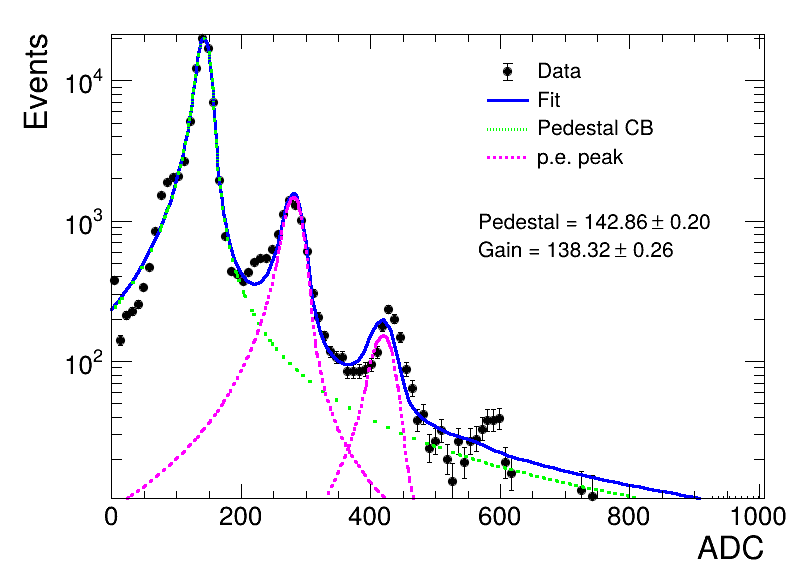 Events
10⁴
10³
10²
Data
Fit
Pedestal CB
p.e. peak
Pedestal = 142.86 ± 0.20
Gain = 138.32 ± 0.26
0 200 400 600 800 1000
ADC